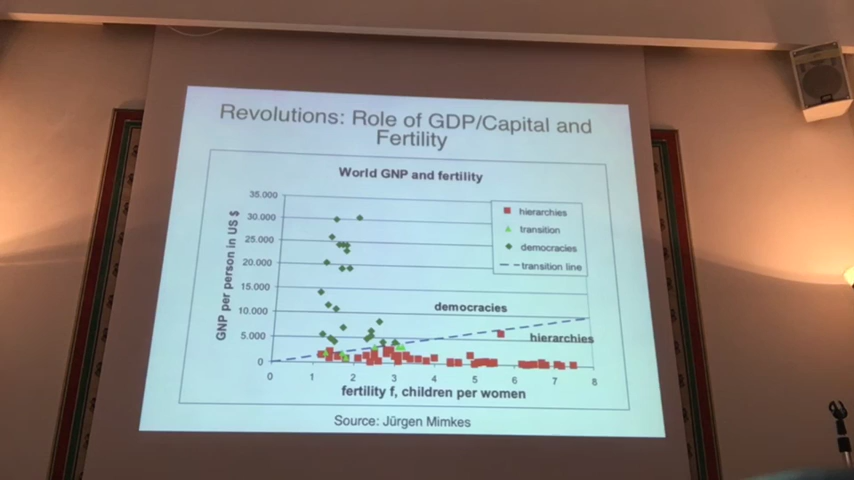 Revolutions: Role of GDP/Capital and
Fertility
World GNP and fertility
GNP per person in US $
35.000
30.000
25.000
20.000
15.000
10.000
5.000
0
hierarchies
transition
democracies
transition line
democracies
hierarchies
0 1 2 3 4 5 6 7 8
fertility f, children per women
Source: Jürgen Mimkes